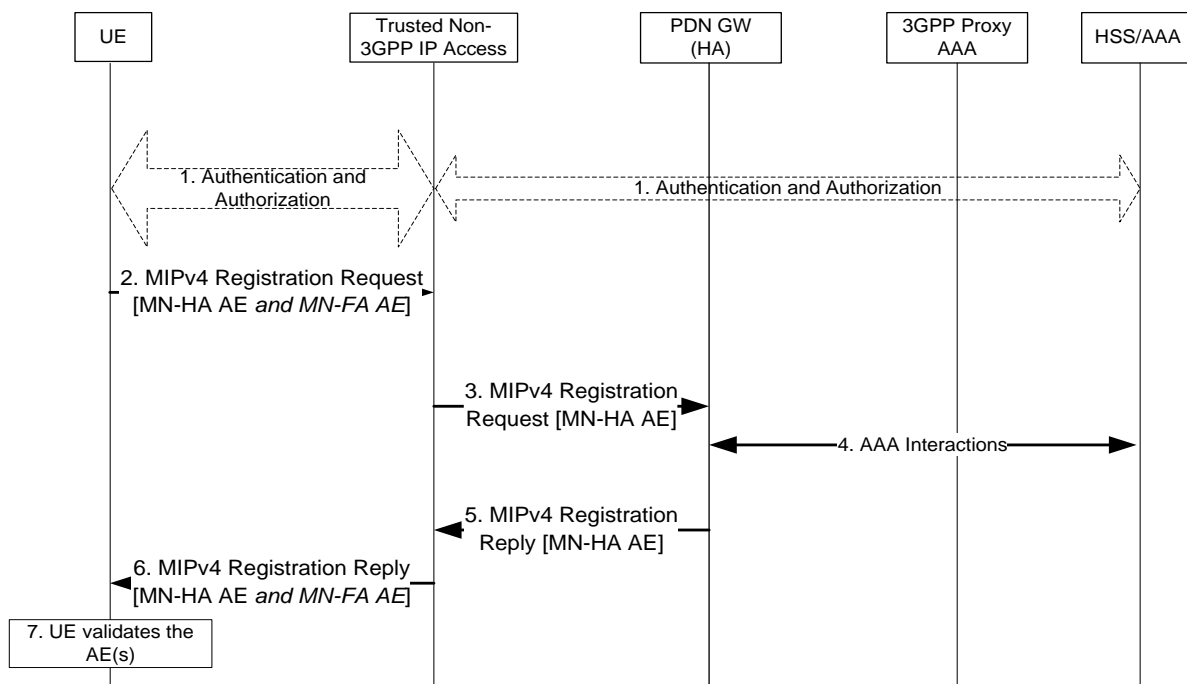 UE
Trusted Non-
3GPP IP Access
PDN GW
(HA)
3GPP Proxy
AAA
HSS/AAA
1. Authentication and
Authorization
1. Authentication and Authorization
2. MIPv4 Registration Request
[MN-HA AE and MN-FA AE]
3. MIPv4 Registration
Request [MN-HA AE]
4. AAA Interactions
5. MIPv4 Registration
Reply [MN-HA AE]
6. MIPv4 Registration Reply
[MN-HA AE and MN-FA AE]
7. UE validates the
AE(s)